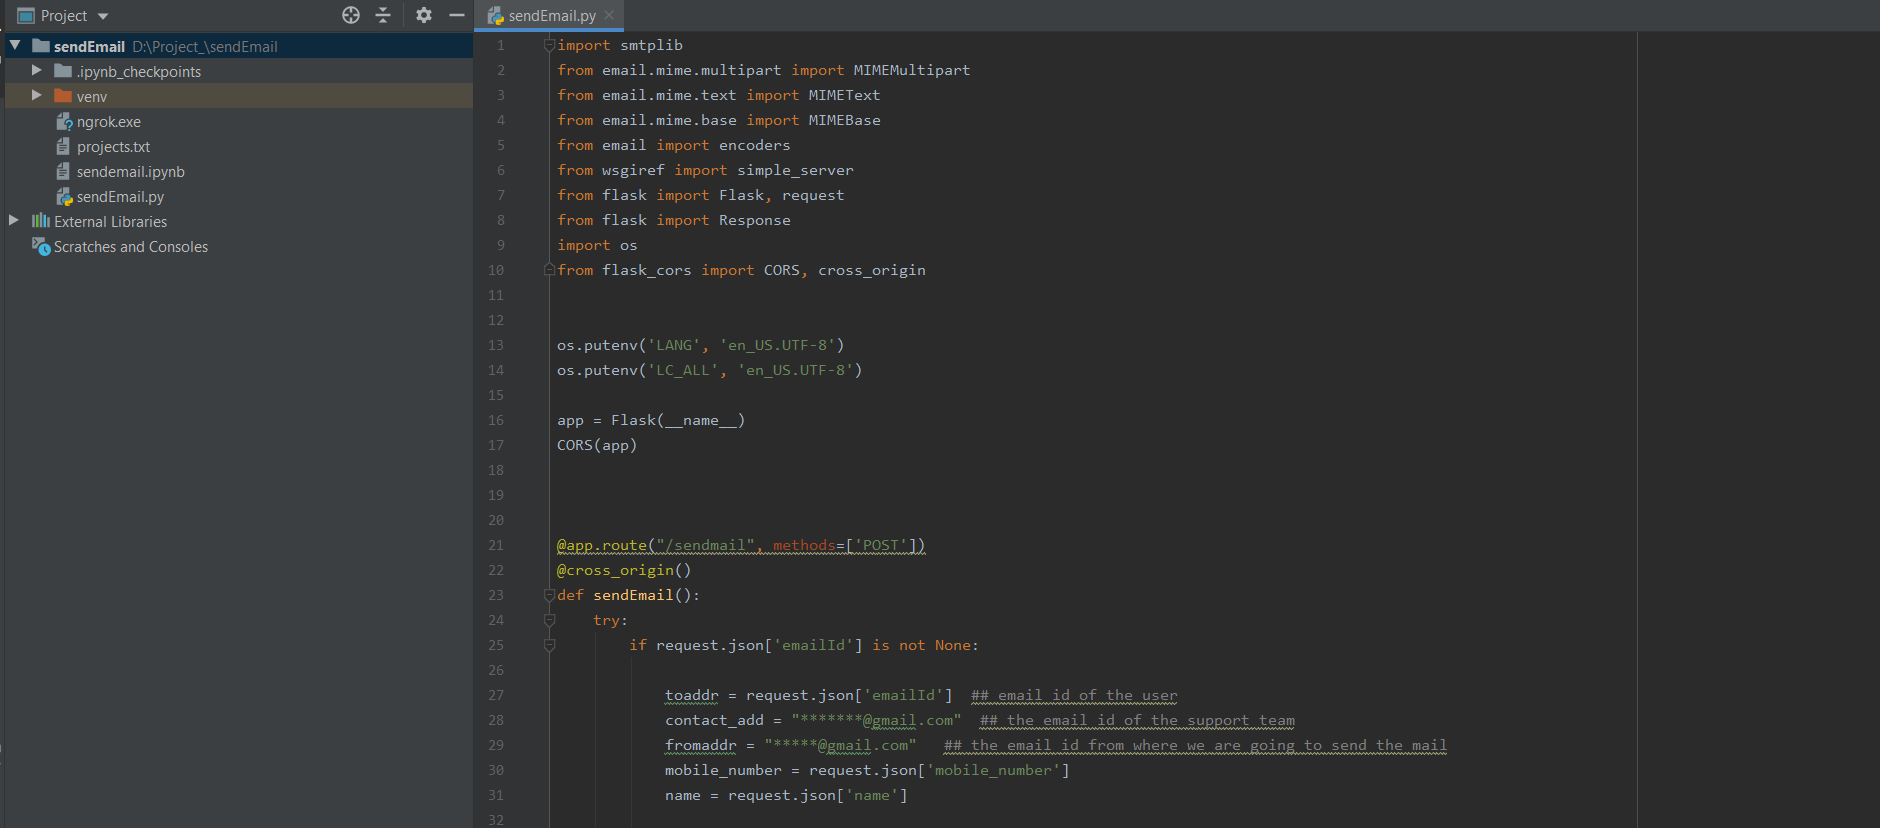 Project
sendEmail D:\Project_\sendEmail
.ipynb_checkpoints
venv
ngrok.exe
projects.txt
sendemail.ipynb
sendEmail.py
External Libraries
Scratches and Consoles
sendEmail.py
1 import smtplib
2 from email.mime.multipart import MIMEMultipart
3 from email.mime.text import MIMEText
4 from email.mime.base import MIMEBase
5 from email import encoders
6 from wsgiref import simple_server
7 from flask import Flask, request
8 from flask import Response
9 import os
10 from flask_cors import CORS, cross_origin
11
12
13 os.putenv('LANG', 'en_US.UTF-8')
14 os.putenv('LC_ALL', 'en_US.UTF-8')
15
16 app = Flask(__name__)
17 CORS(app)
18
19
20
21 @app.route("/sendmail", methods=['POST'])
22 @cross_origin()
23 def sendEmail():
24 try:
25 if request.json['emailId'] is not None:
26
27 toaddr = request.json['emailId']  ## email id of the user
28 contact_add = "*******@gmail.com"  ## the email id of the support team
29 fromaddr = "*****@gmail.com"   ## the email id from where we are going to send the mail
30 mobile_number = request.json['mobile_number']
31 name = request.json['name']
32